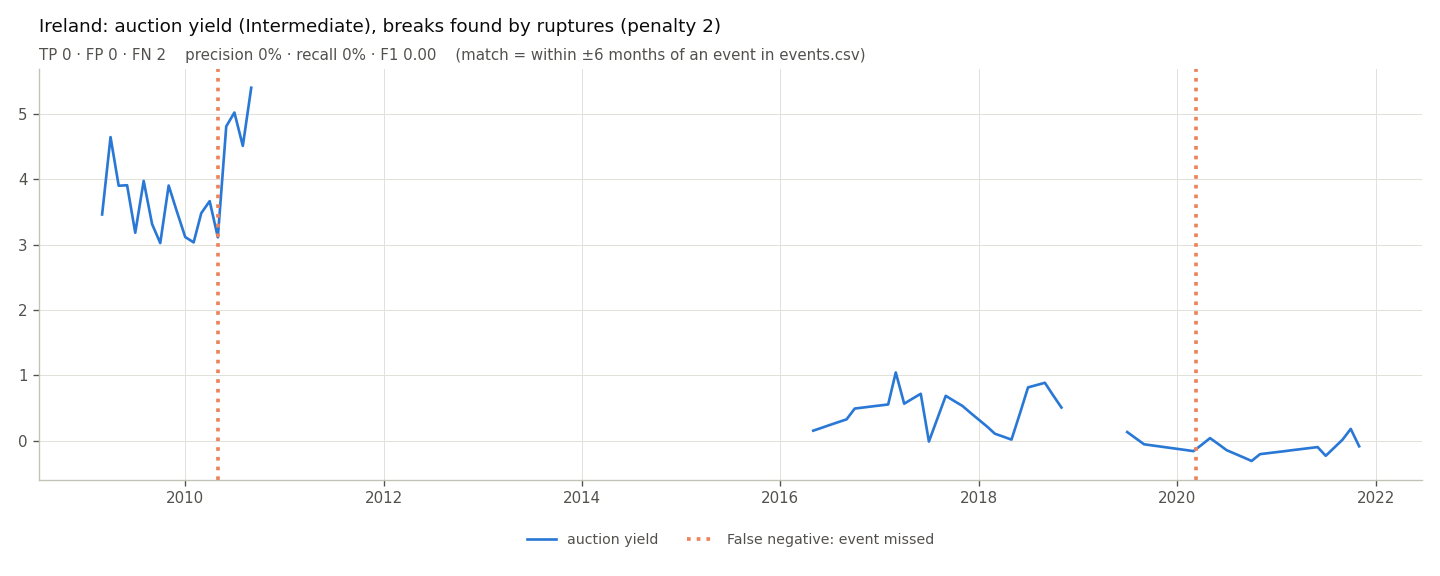 Ireland: auction yield (Intermediate), breaks found by ruptures (penalty 2)
TP 0 · FP 0 · FN 2    precision 0% · recall 0% · F1 0.00    (match = within ±6 months of an event in events.csv)
5
4
3
2
1
0
2010 2012 2014 2016 2018 2020 2022
auction yield    False negative: event missed